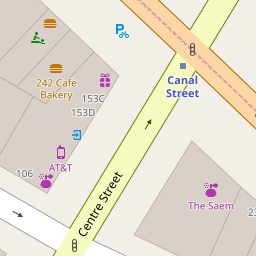 242 Cafe
Bakery
153C
153D
Canal
Street
AT&T
106
Centre Street
The Saem